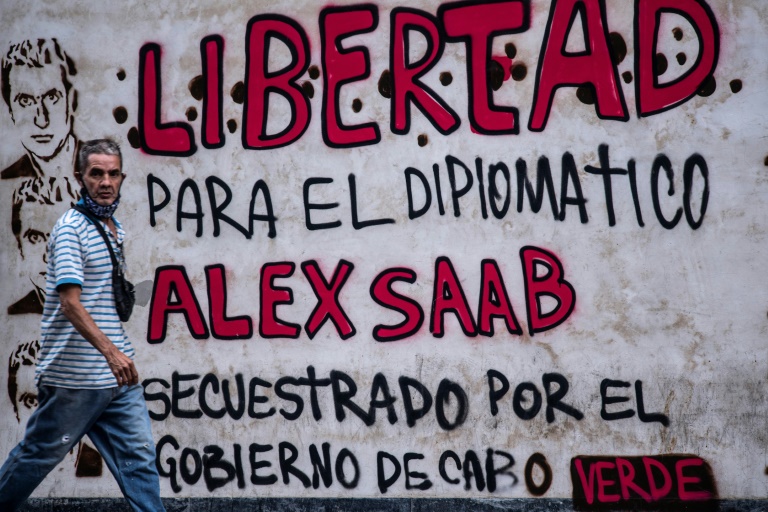 LIBERTAD
PARA EL DIPLOMATICO
ALEX SAAB
SECUESTRADO POR EL
GOBIERNO DE CABO VERDE